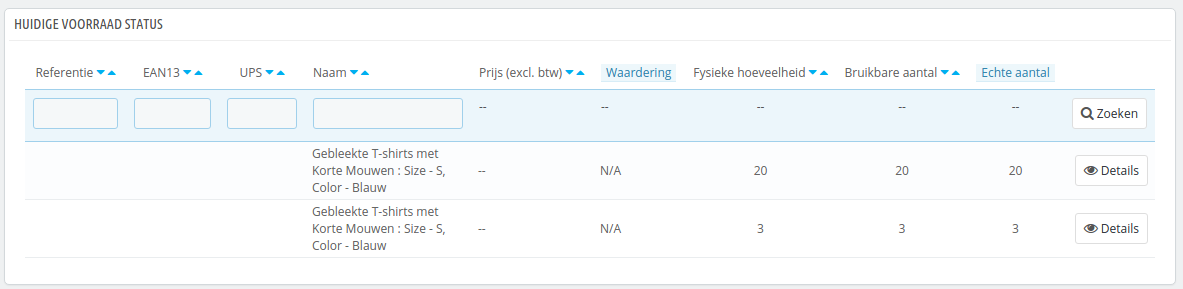 HUIDIGE VOORRAAD STATUS
Referentie EAN13 UPS Naam Prijs (excl. btw) Waardering Fysieke hoeveelheid Bruikbare aantal Echte aantal
-- -- -- -- -- Zoeken
Gebleekte T-shirts met
Korte Mouwen : Size - S, -- N/A 20 20 20 Details
Color - Blauw
Gebleekte T-shirts met
Korte Mouwen : Size - S, -- N/A 3 3 3 Details
Color - Blauw